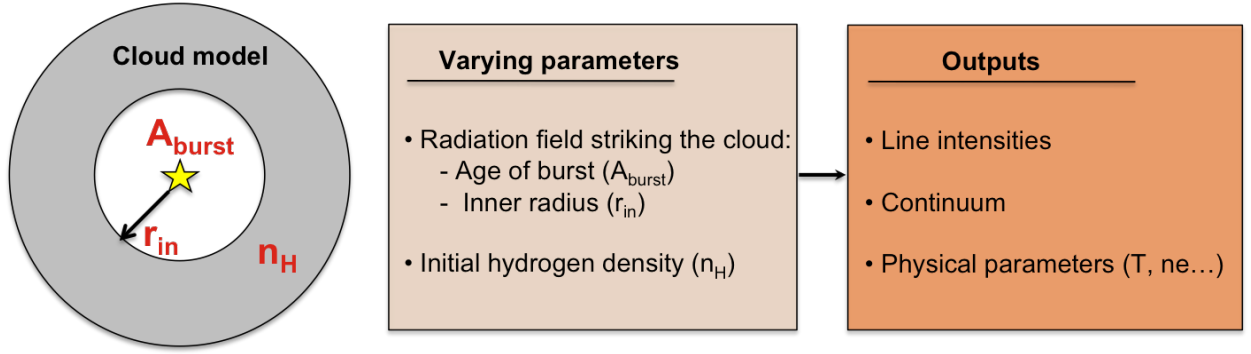 Cloud model
A_burst
r_in
n_H
Varying parameters
• Radiation field striking the cloud:
- Age of burst (A_burst)
- Inner radius (r_in)
• Initial hydrogen density (n_H)
Outputs
• Line intensities
• Continuum
• Physical parameters (T, ne…)